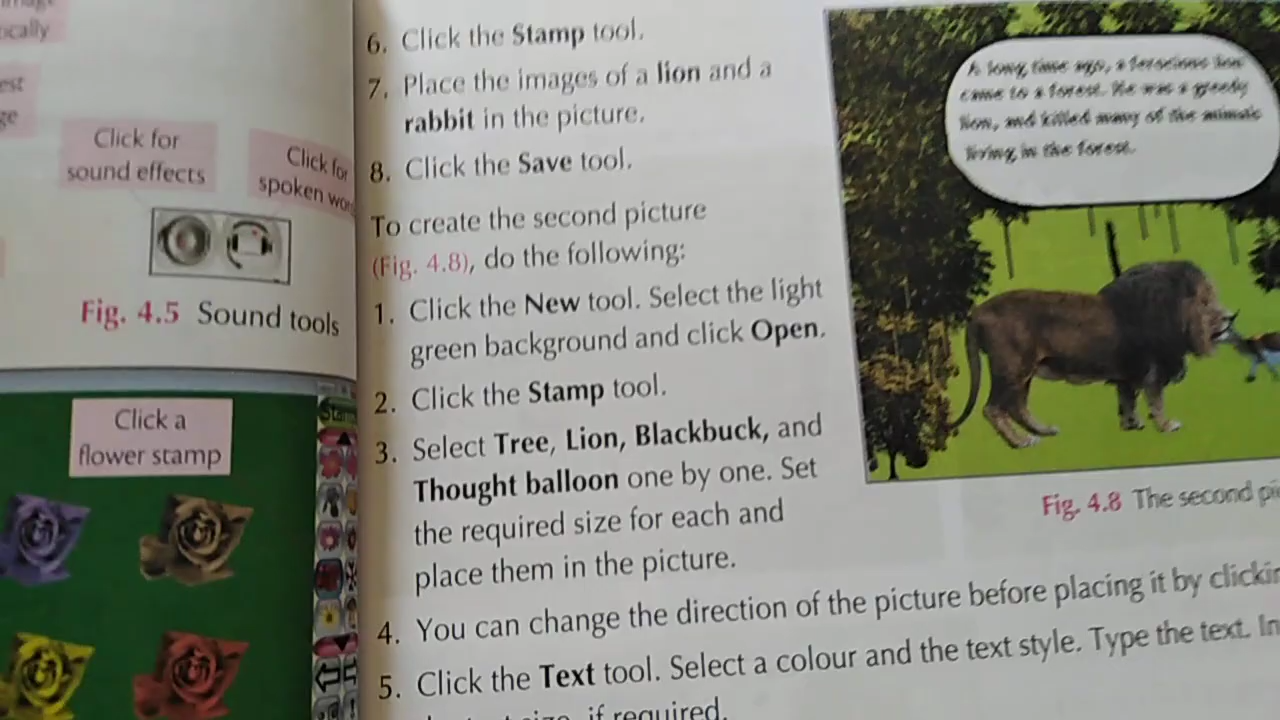 ocally
est
ge
Click for
sound effects
Click for
spoken wor
Fig. 4.5 Sound tools
Click a
flower stamp
6. Click the Stamp tool.
7. Place the images of a lion and a
rabbit in the picture.
8. Click the Save tool.
To create the second picture
(Fig. 4.8), do the following:
1. Click the New tool. Select the light
green background and click Open.
2. Click the Stamp tool.
3. Select Tree, Lion, Blackbuck, and
Thought balloon one by one. Set
the required size for each and
place them in the picture.
4. You can change the direction of the picture before placing it by clickin
5. Click the Text tool. Select a colour and the text style. Type the text. In
size, if required.
A long time ago, a ferocious lion
came to a forest. He was a greedy
lion, and killed many of the animals
living in the forest.
Fig. 4.8 The second pi